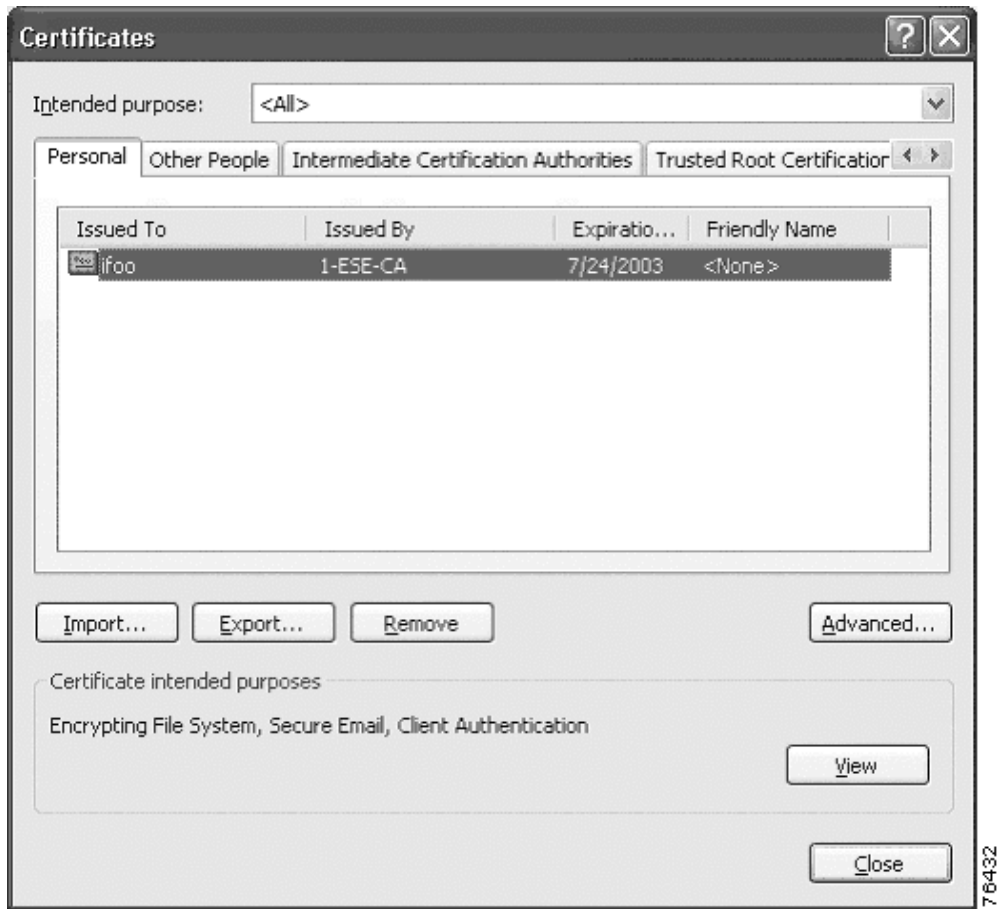 Certificates
Intended purpose: <All>
Personal Other People Intermediate Certification Authorities Trusted Root Certification
Issued To Issued By Expiratio... Friendly Name
ifoo 1-ESE-CA 7/24/2003 <None>
Import... Export... Remove Advanced...
Certificate intended purposes
Encrypting File System, Secure Email, Client Authentication
View
Close
76432